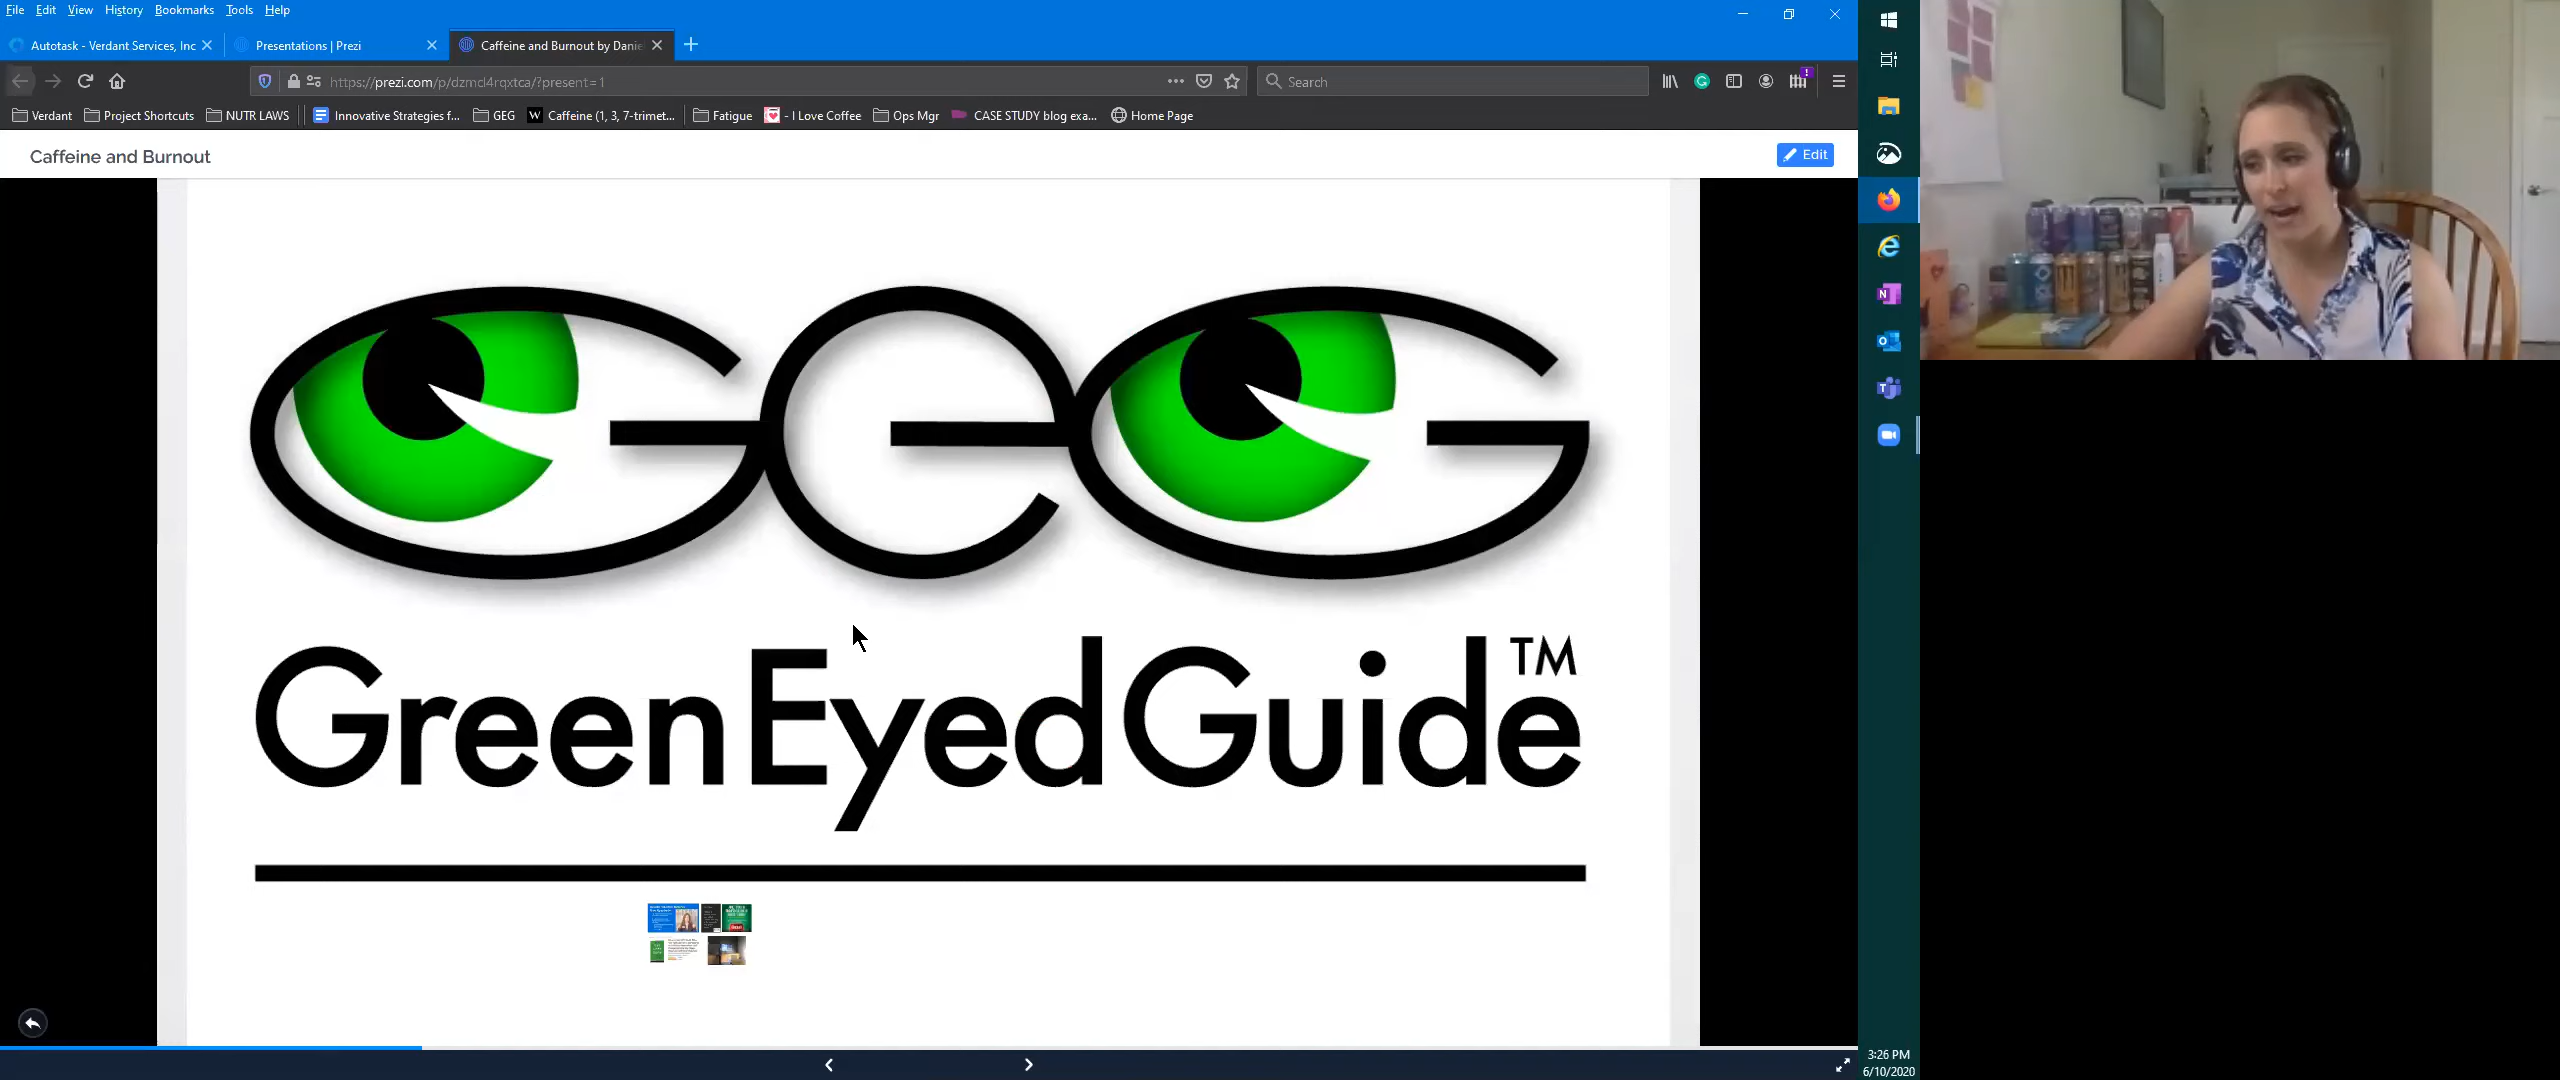 File Edit View History Bookmarks Tools Help
Autotask - Verdant Services, Inc
Presentations | Prezi
Caffeine and Burnout by Danie
https://prezi.com/p/dzmcl4rqxtca/?present=1
Search
Verdant
Project Shortcuts
NUTR LAWS
Innovative Strategies f...
GEG
Caffeine (1, 3, 7-trimet...
Fatigue
- I Love Coffee
Ops Mgr
CASE STUDY blog exa...
Home Page
Caffeine and Burnout
Edit
GeG
GreenEyedGuide™
3:26 PM
6/10/2020